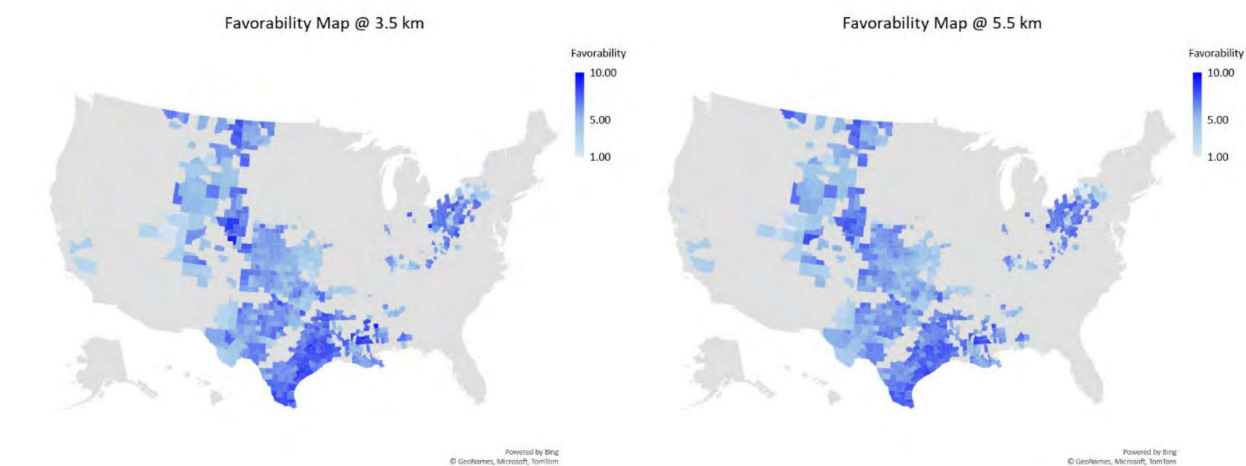 Favorability Map @ 3.5 km
Favorability
10.00
5.00
1.00
Powered by Bing
© GeoNames, Microsoft, TomTom
Favorability Map @ 5.5 km
Favorability
10.00
5.00
1.00
Powered by Bing
© GeoNames, Microsoft, TomTom